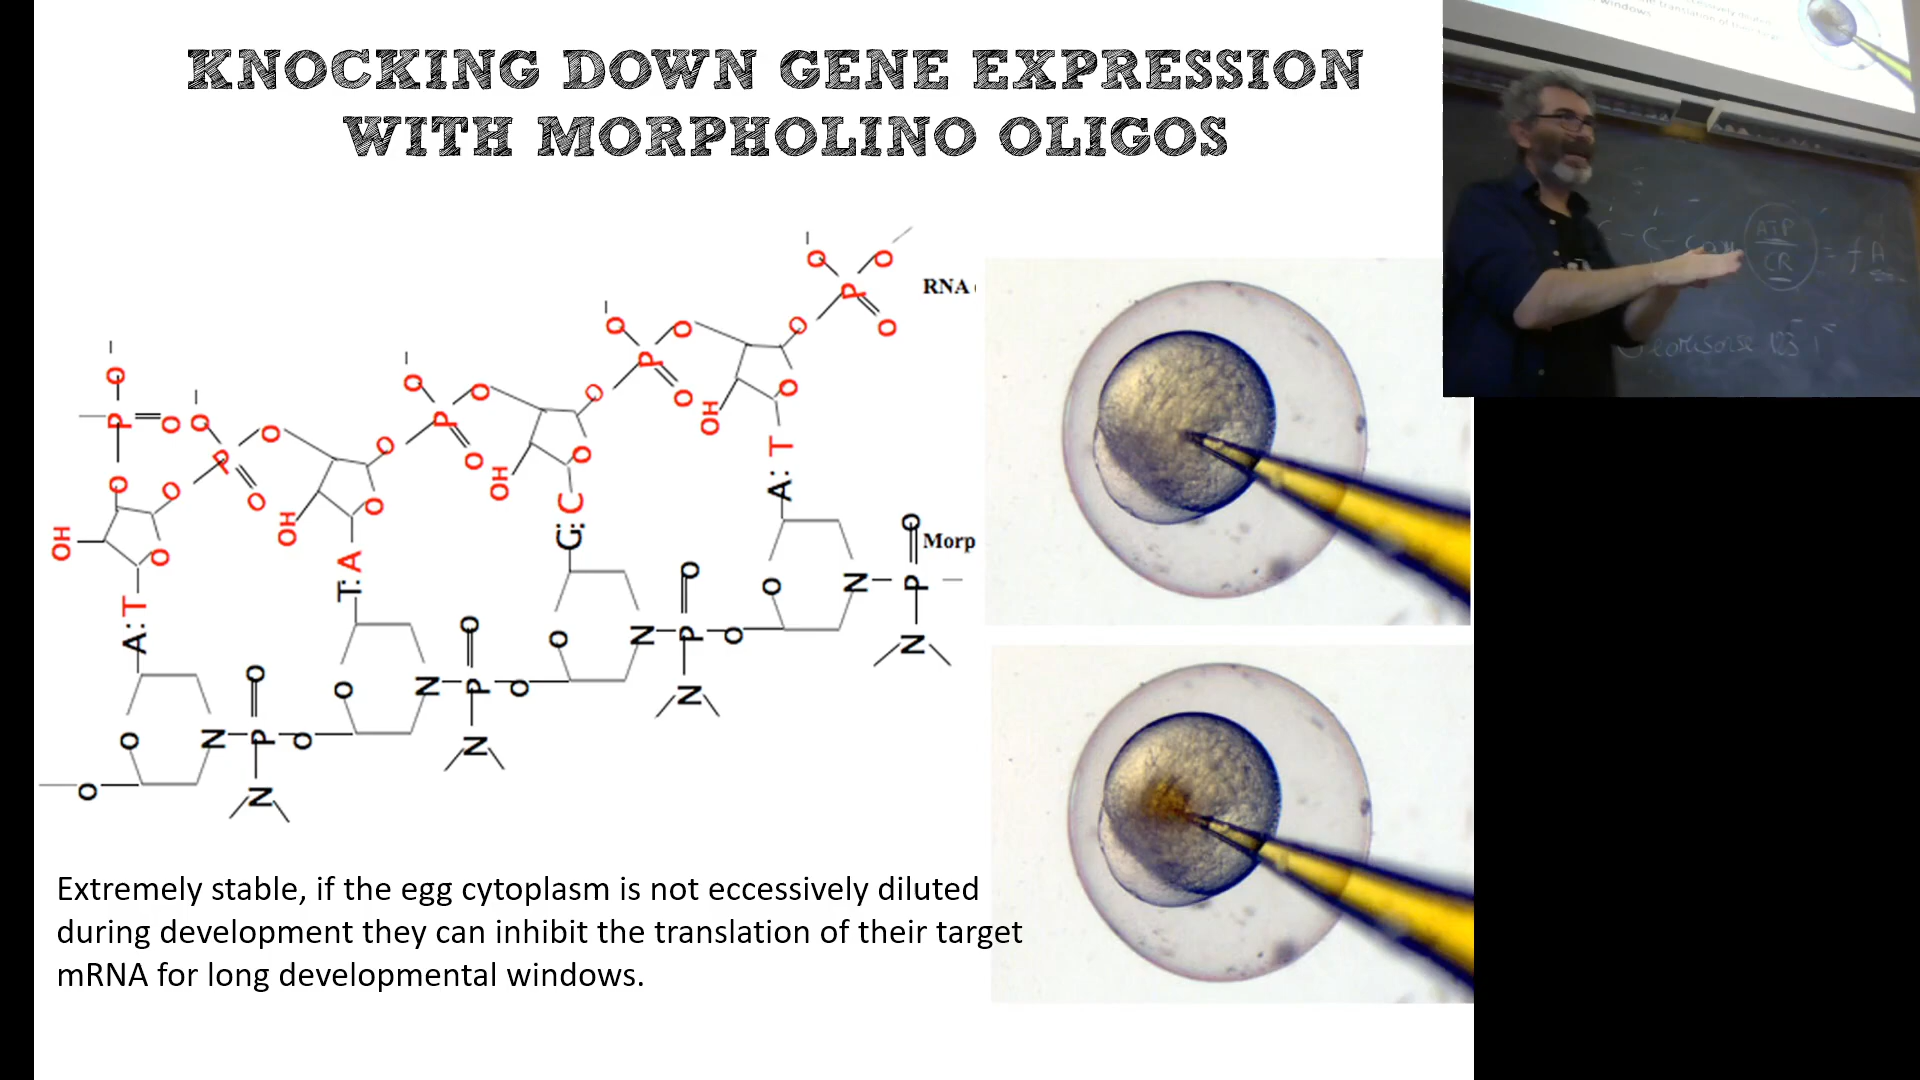 KNOCKING DOWN GENE EXPRESSION
WITH MORPHOLINO OLIGOS
RNA
Morp
O O P O O
O O P O O
O O P O O
O O P O O
O P O
OH OH OH OH
O O O O
T A C T
A: T: G: A:
O N P O O N
O N P O O N
O N P O O N
O N P O N
O
Extremely stable, if the egg cytoplasm is not eccessively diluted
during development they can inhibit the translation of their target
mRNA for long developmental windows.
ATP
CR
= f A